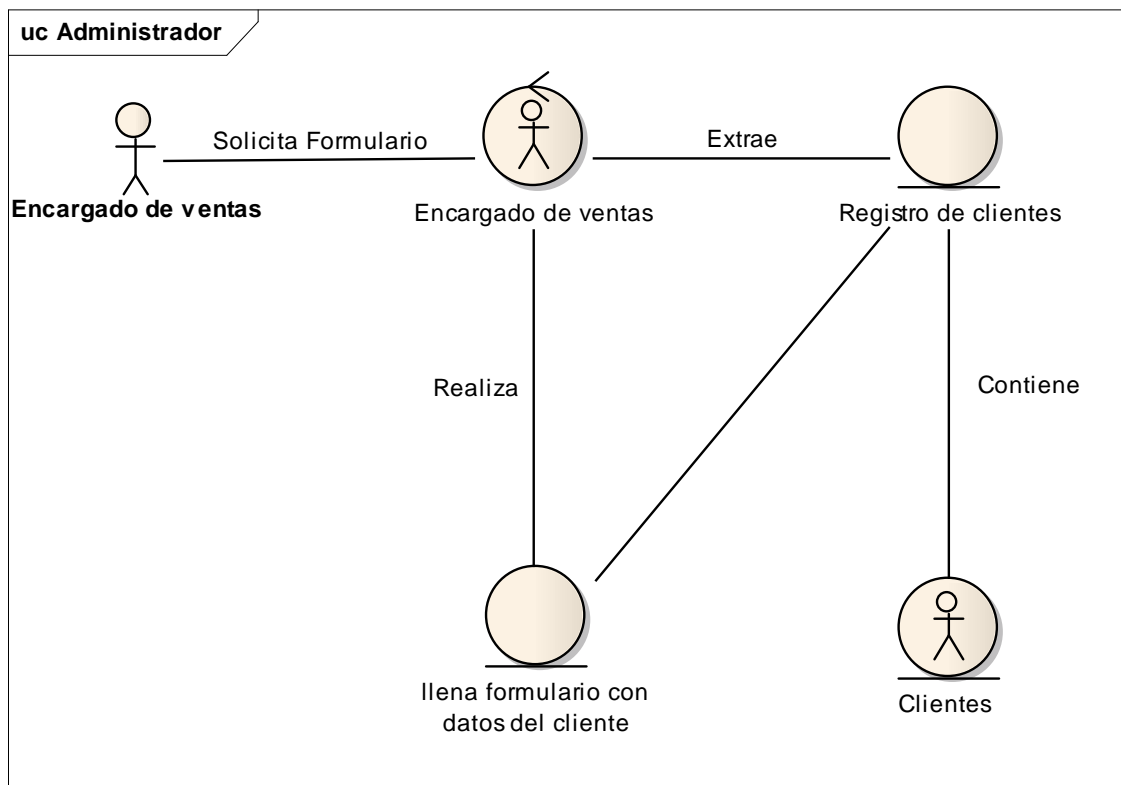 uc Administrador
Solicita Formulario
Extrae
Encargado de ventas
Encargado de ventas
Registro de clientes
Realiza
Contiene
llena formulario con
datos del cliente
Clientes